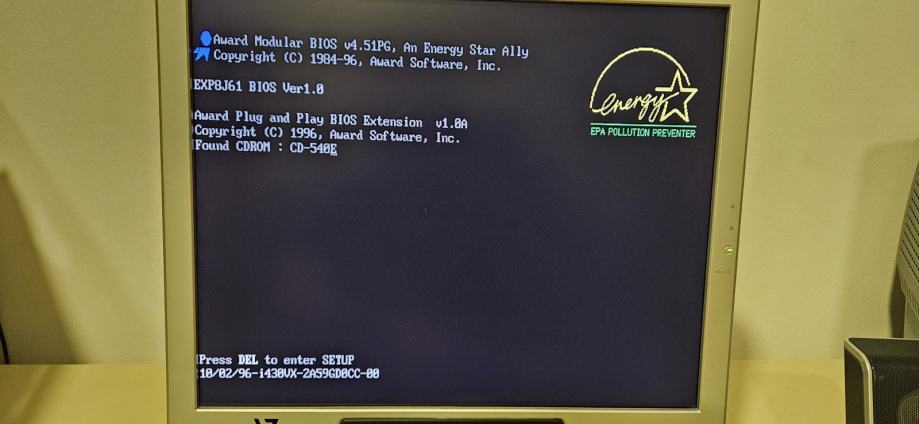 Award Modular BIOS v4.51PG, An Energy Star Ally
Copyright (C) 1984-96, Award Software, Inc.
EXP8J61 BIOS Ver1.0
Award Plug and Play BIOS Extension v1.0A
Copyright (C) 1996, Award Software, Inc.
Found CDROM : CD-540E
energy
EPA POLLUTION PREVENTER
Press DEL to enter SETUP
10/02/96-i430VX-2A59GD0CC-00